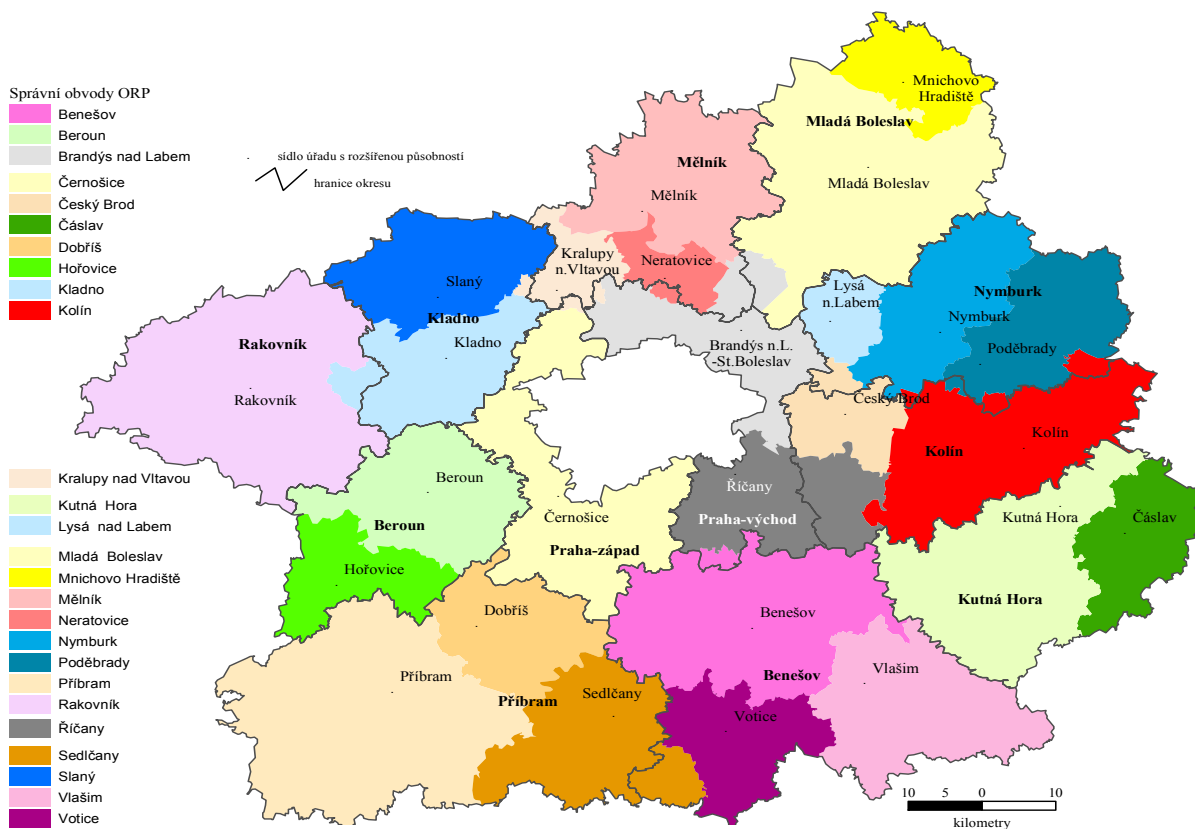 Správní obvody ORP
Benešov
Beroun
Brandýs nad Labem
Černošice
Český Brod
Čáslav
Dobříš
Hořovice
Kladno
Kolín
sídlo úřadu s rozšířenou působností
hranice okresu
Kralupy nad Vltavou
Kutná Hora
Lysá nad Labem
Mladá Boleslav
Mnichovo Hradiště
Mělník
Neratovice
Nymburk
Poděbrady
Příbram
Rakovník
Říčany
Sedlčany
Slaný
Vlašim
Votice
Mnichovo
Hradiště
Mladá Boleslav
Mladá Boleslav
Mělník
Mělník
Kralupy
n.Vltavou
Neratovice
Slaný
Kladno
Kladno
Lysá
n.Labem
Nymburk
Nymburk
Poděbrady
Brandýs n.L.
-St.Boleslav
Rakovník
Rakovník
Český Brod
Kolín
Kolín
Beroun
Beroun
Říčany
Praha-východ
Černošice
Praha-západ
Kutná Hora
Čáslav
Kutná Hora
Hořovice
Dobříš
Benešov
Benešov
Vlašim
Příbram
Příbram
Sedlčany
Votice
10 5 0 10
kilometry